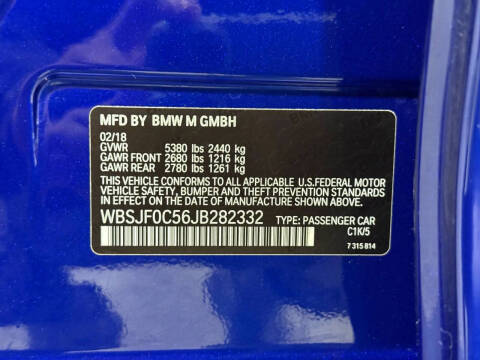 MFD BY BMW M GMBH
02/18
GVWR 5380 lbs 2440 kg
GAWR FRONT 2680 lbs 1216 kg
GAWR REAR 2780 lbs 1261 kg
THIS VEHICLE CONFORMS TO ALL APPLICABLE U.S.FEDERAL MOTOR
VEHICLE SAFETY, BUMPER AND THEFT PREVENTION STANDARDS
IN EFFECT ON THE DATE OF MANUFACTURE SHOWN ABOVE.
WBSJF0C56JB282332 TYPE: PASSENGER CAR
C1K/5
7 315 814